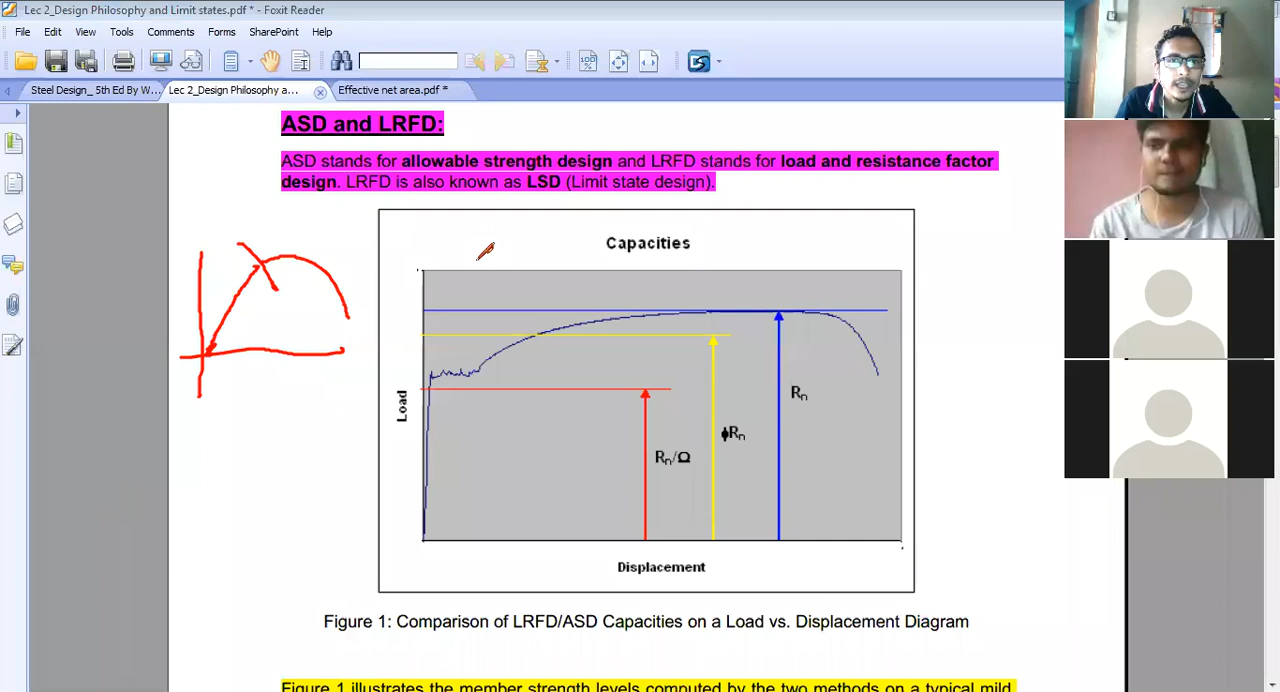 Lec 2_Design Philosophy and Limit states.pdf * - Foxit Reader
File Edit View Tools Comments Forms SharePoint Help
Steel Design_ 5th Ed By W... Lec 2_Design Philosophy a... Effective net area.pdf *
ASD and LRFD:
ASD stands for allowable strength design and LRFD stands for load and resistance factor
design. LRFD is also known as LSD (Limit state design).
Capacities
Load
Rn
ϕRn
Rn/Ω
Displacement
Figure 1: Comparison of LRFD/ASD Capacities on a Load vs. Displacement Diagram
Figure 1 illustrates the member strength levels computed by the two methods on a typical mild